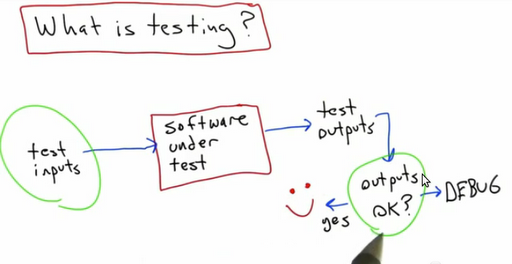 What is testing?
test
inputs
software
under
test
test
outputs
outputs
OK?
yes
DEBUG